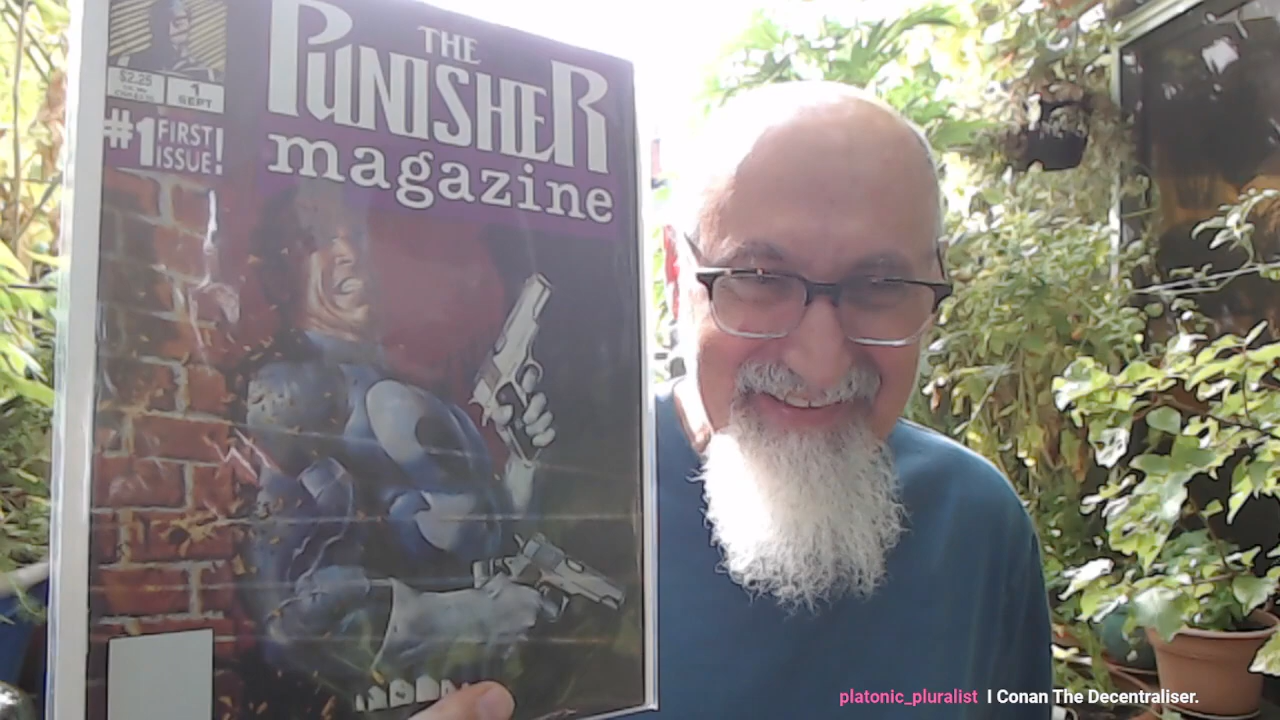 THE
PUNISHER
magazine
$2.25
1
SEPT
#1 FIRST
ISSUE!
platonic_pluralist I Conan The Decentraliser.